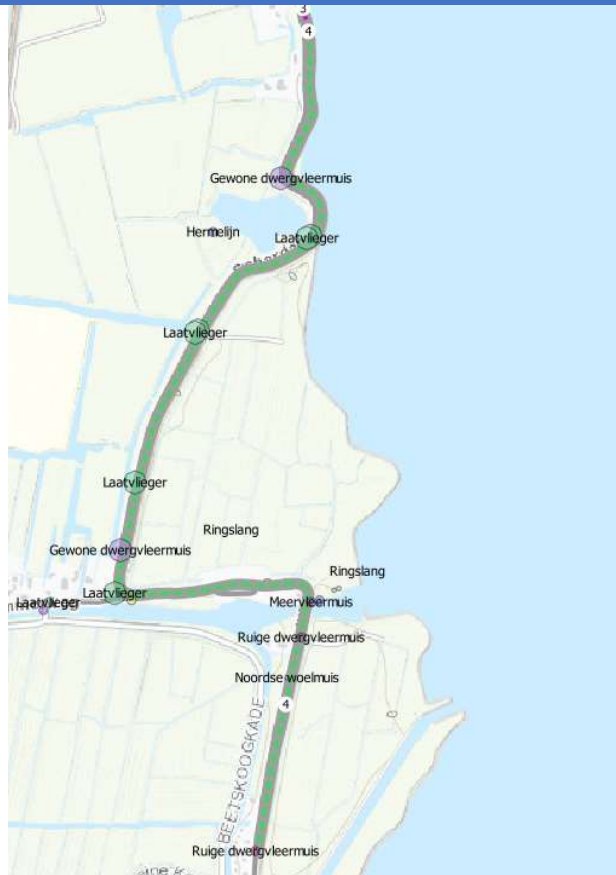 3
4
Gewone dwergvleermuis
Hermelijn
Laatvlieger
Laatvlieger
Laatvlieger
Ringslang
Gewone dwergvleermuis
Ringslang
Laatvlieger
Laatvlieger
Meervleermuis
Ruige dwergvleermuis
Noordse woelmuis
4
BEETSKOOGKADE
Ruige dwergvleermuis